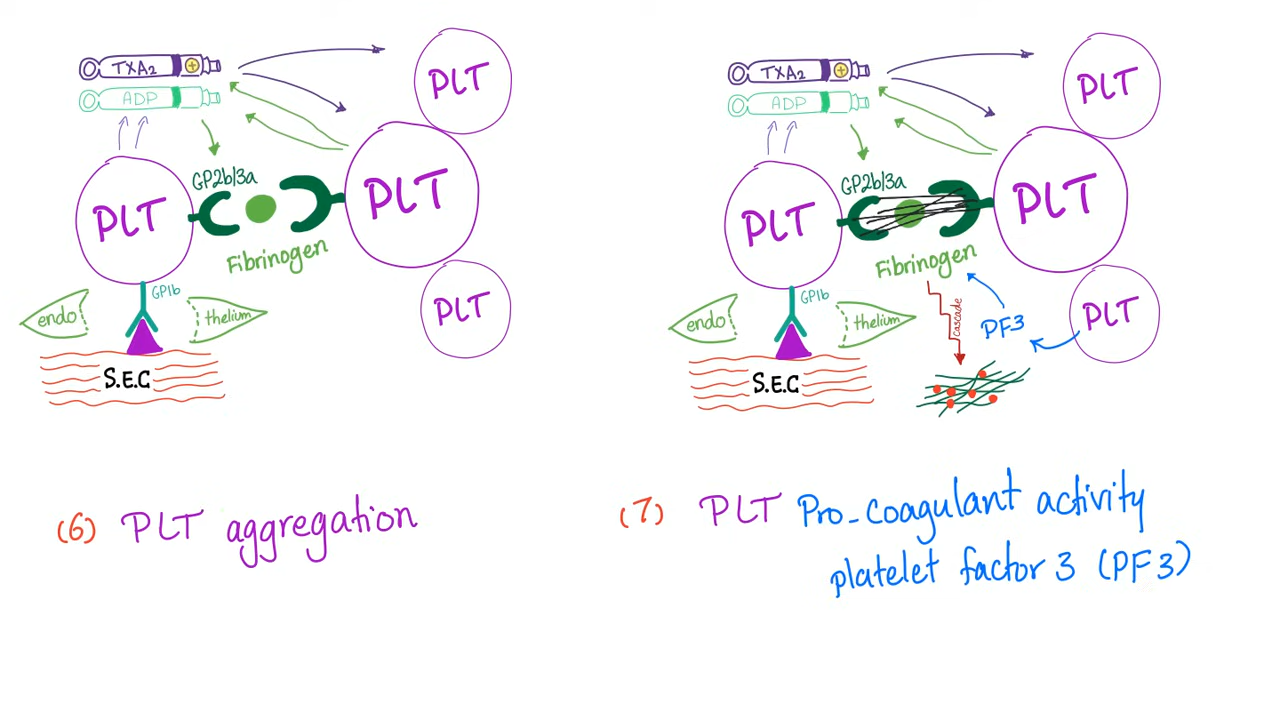 TXA2
ADP
PLT
GP2b/3a
PLT
PLT
Fibrinogen
GP1b
endo
thelium
PLT
S.E.C
(6) PLT aggregation
TXA2
ADP
PLT
GP2b/3a
PLT
PLT
Fibrinogen
GP1b
endo
thelium
cascade
PF3
PLT
S.E.C
(7) PLT Pro-coagulant activity
platelet factor 3 (PF3)